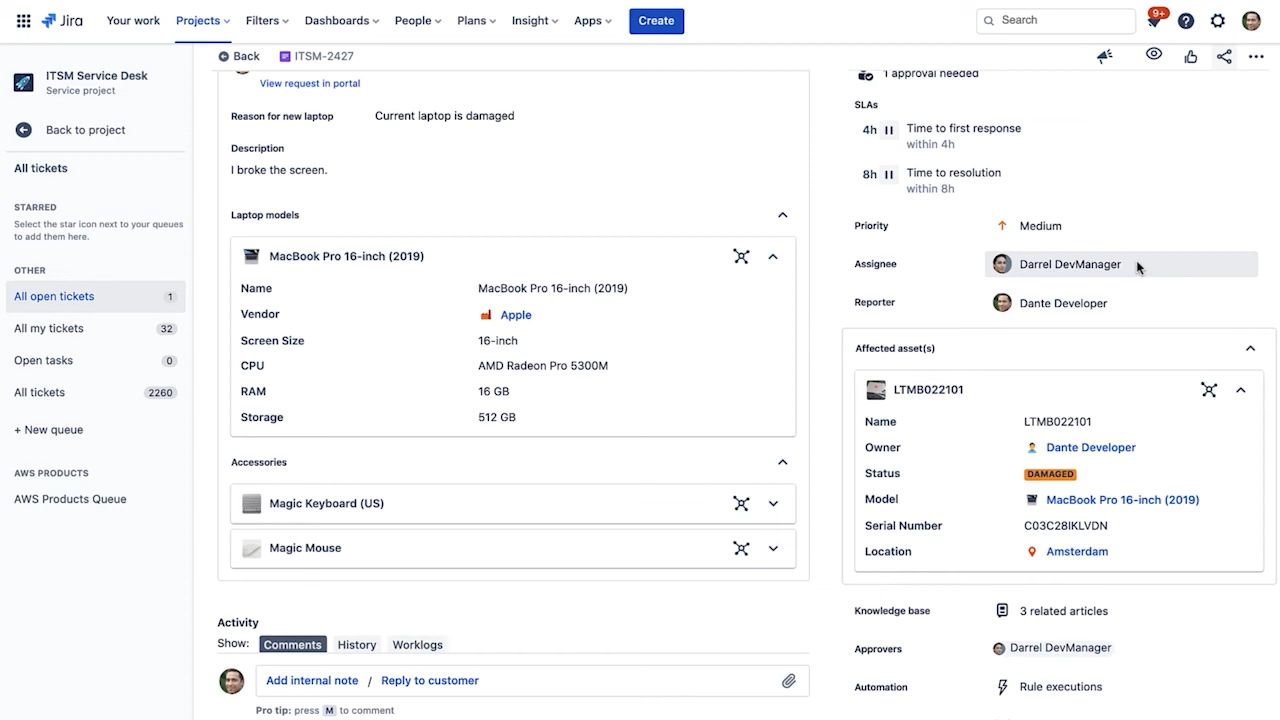 Jira
Your work
Projects
Filters
Dashboards
People
Plans
Insight
Apps
Create
Search
9+
ITSM Service Desk
Service project
Back to project
All tickets
STARRED
Select the star icon next to your queues
to add them here.
OTHER
All open tickets 1
All my tickets 32
Open tasks 0
All tickets 2260
+ New queue
AWS PRODUCTS
AWS Products Queue
Back
ITSM-2427
View request in portal
Reason for new laptop Current laptop is damaged
Description
I broke the screen.
Laptop models
MacBook Pro 16-inch (2019)
Name MacBook Pro 16-inch (2019)
Vendor Apple
Screen Size 16-inch
CPU AMD Radeon Pro 5300M
RAM 16 GB
Storage 512 GB
Accessories
Magic Keyboard (US)
Magic Mouse
Activity
Show: Comments History Worklogs
Add internal note / Reply to customer
Pro tip: press M to comment
1 approval needed
SLAs
4h Time to first response
within 4h
8h Time to resolution
within 8h
Priority Medium
Assignee Darrel DevManager
Reporter Dante Developer
Affected asset(s)
LTMB022101
Name LTMB022101
Owner Dante Developer
Status DAMAGED
Model MacBook Pro 16-inch (2019)
Serial Number C03C28IKLVDN
Location Amsterdam
Knowledge base 3 related articles
Approvers Darrel DevManager
Automation Rule executions